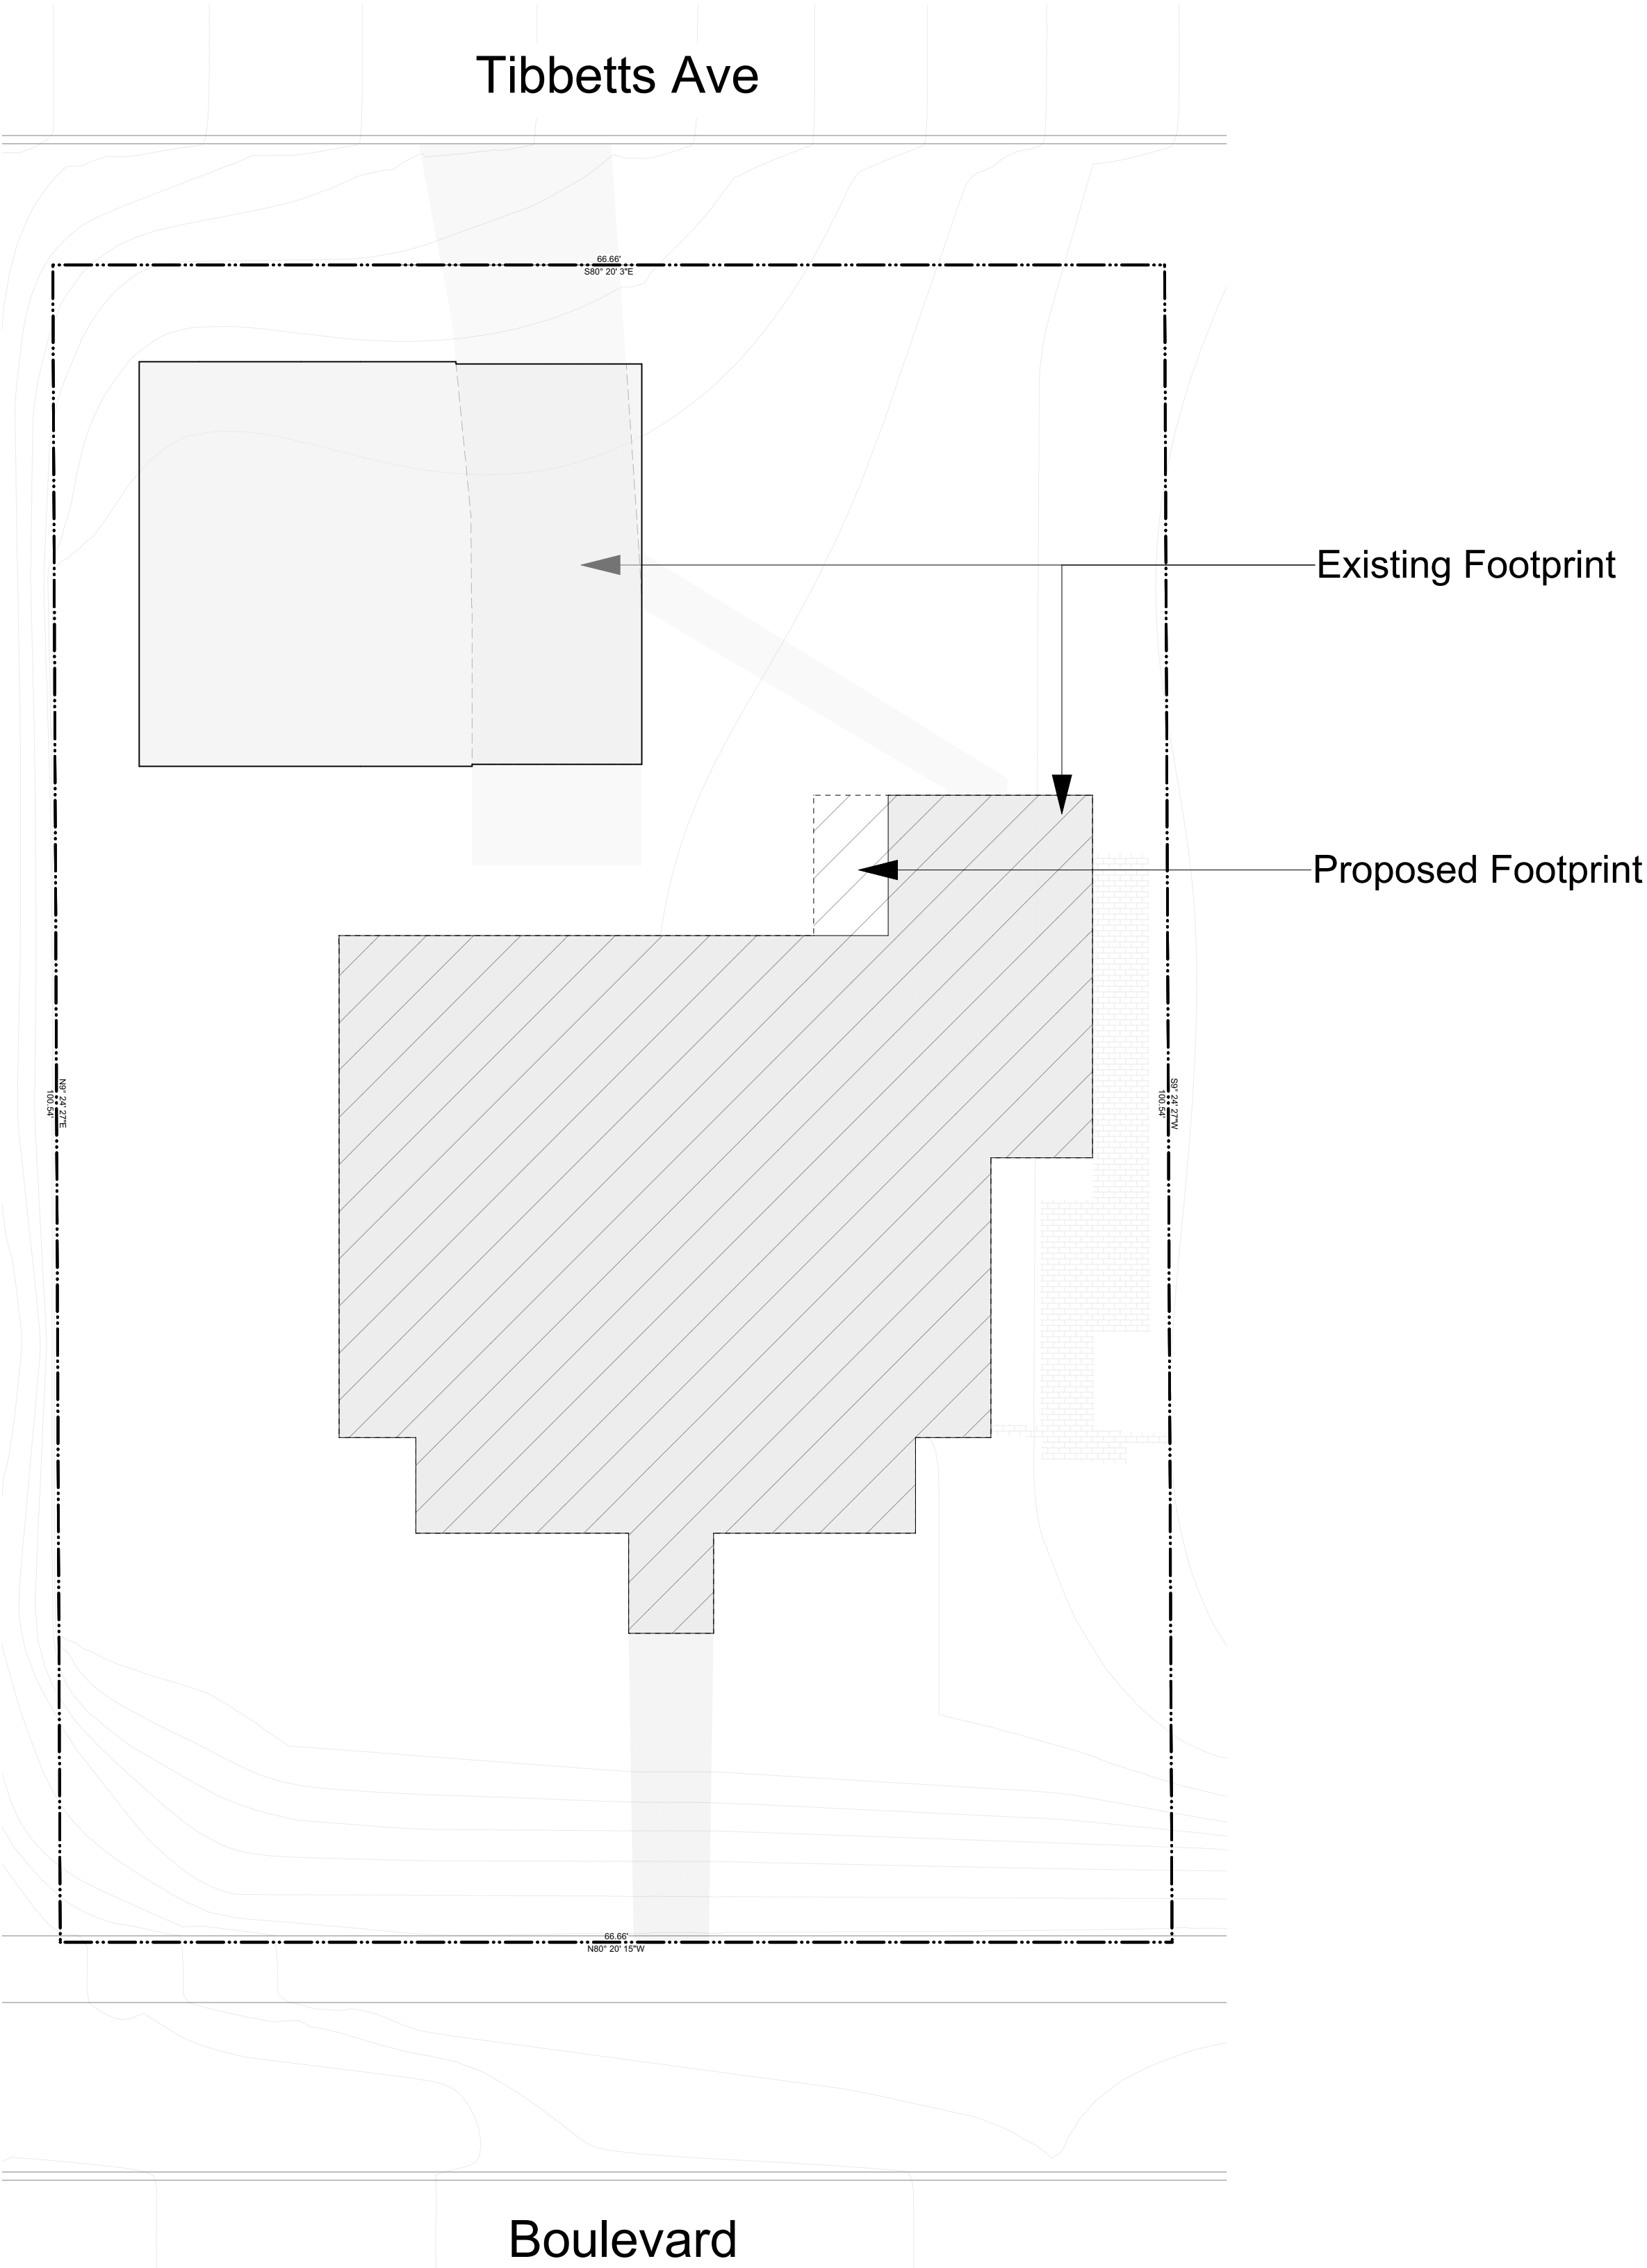 Tibbetts Ave
66.66'
S80° 20' 3"E
Existing Footprint
Proposed Footprint
N9° 24' 27"E
100.54'
S9° 24' 27"W
100.54'
66.66'
N80° 20' 15"W
Boulevard